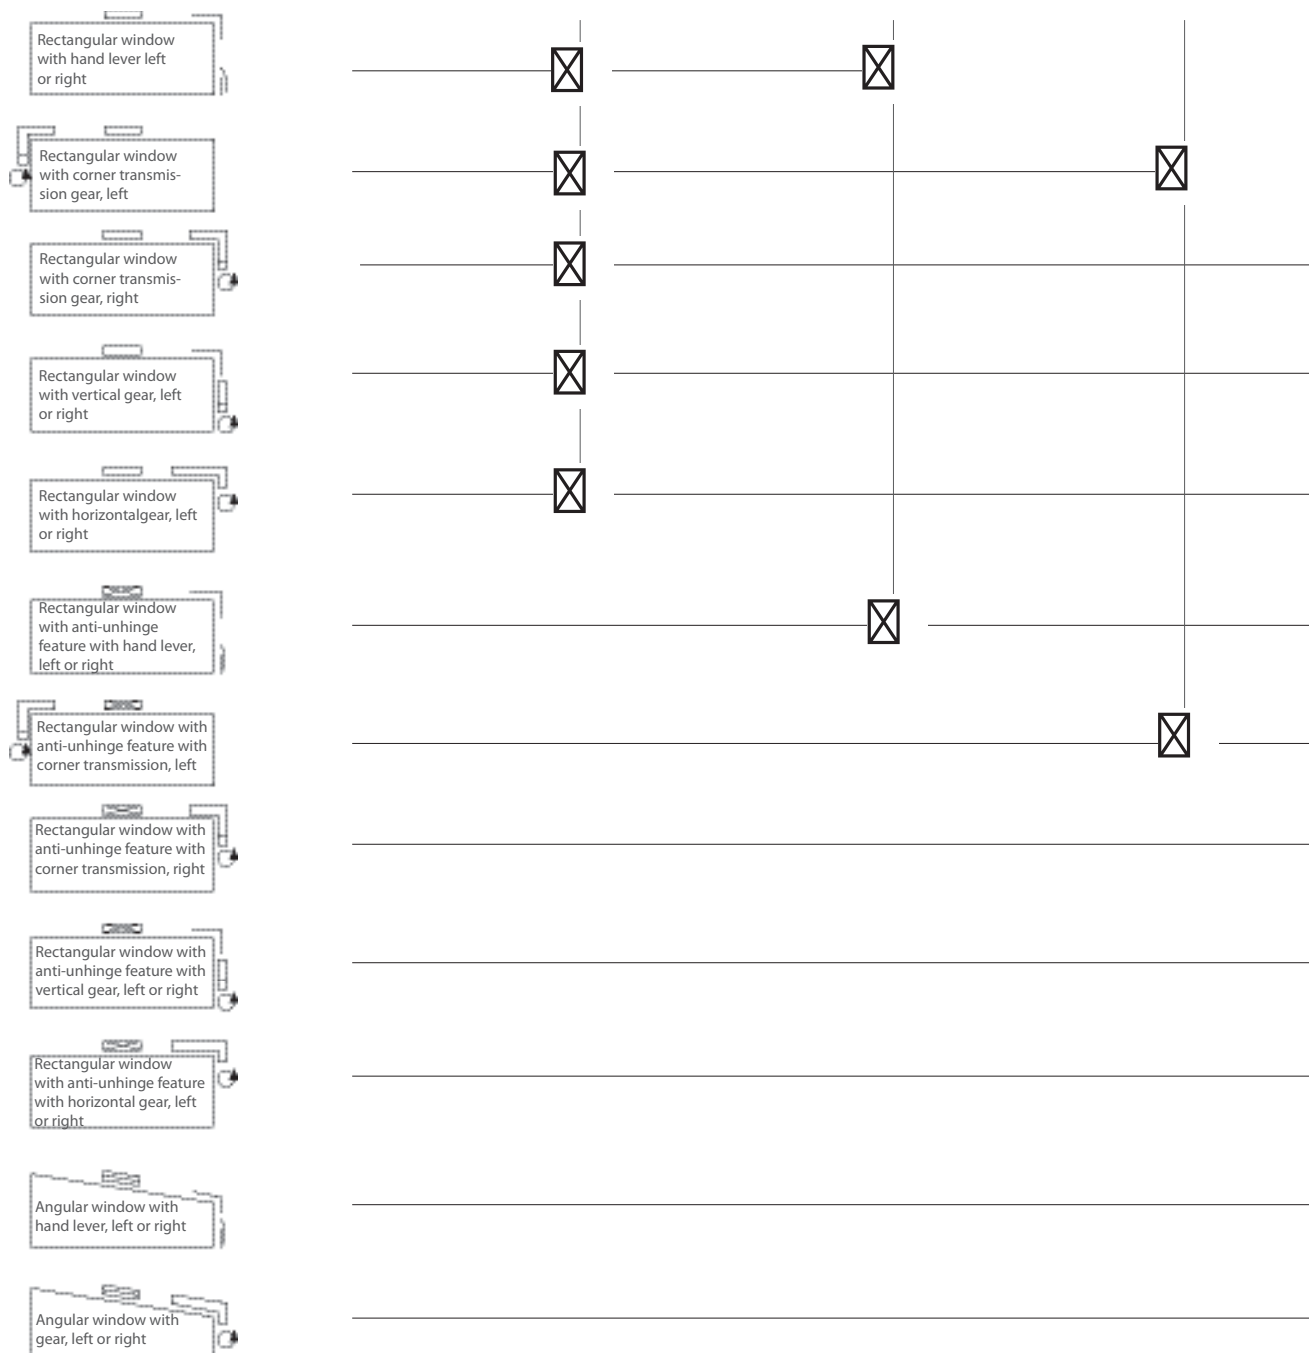 Rectangular window
with hand lever left
or right
Rectangular window
with corner transmis-
sion gear, left
Rectangular window
with corner transmis-
sion gear, right
Rectangular window
with vertical gear, left
or right
Rectangular window
with horizontalgear, left
or right
Rectangular window
with anti-unhinge
feature with hand lever,
left or right
Rectangular window with
anti-unhinge feature with
corner transmission, left
Rectangular window with
anti-unhinge feature with
corner transmission, right
Rectangular window with
anti-unhinge feature with
vertical gear, left or right
Rectangular window
with anti-unhinge feature
with horizontal gear, left
or right
Angular window with
hand lever, left or right
Angular window with
gear, left or right